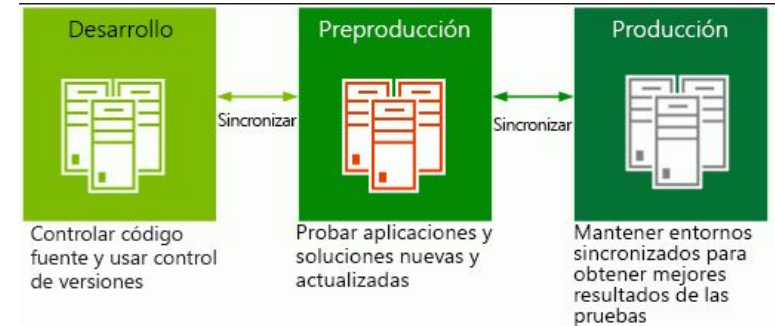 Desarrollo
Preproducción
Producción
Sincronizar
Sincronizar
Controlar código
fuente y usar control
de versiones
Probar aplicaciones y
soluciones nuevas y
actualizadas
Mantener entornos
sincronizados para
obtener mejores
resultados de las
pruebas